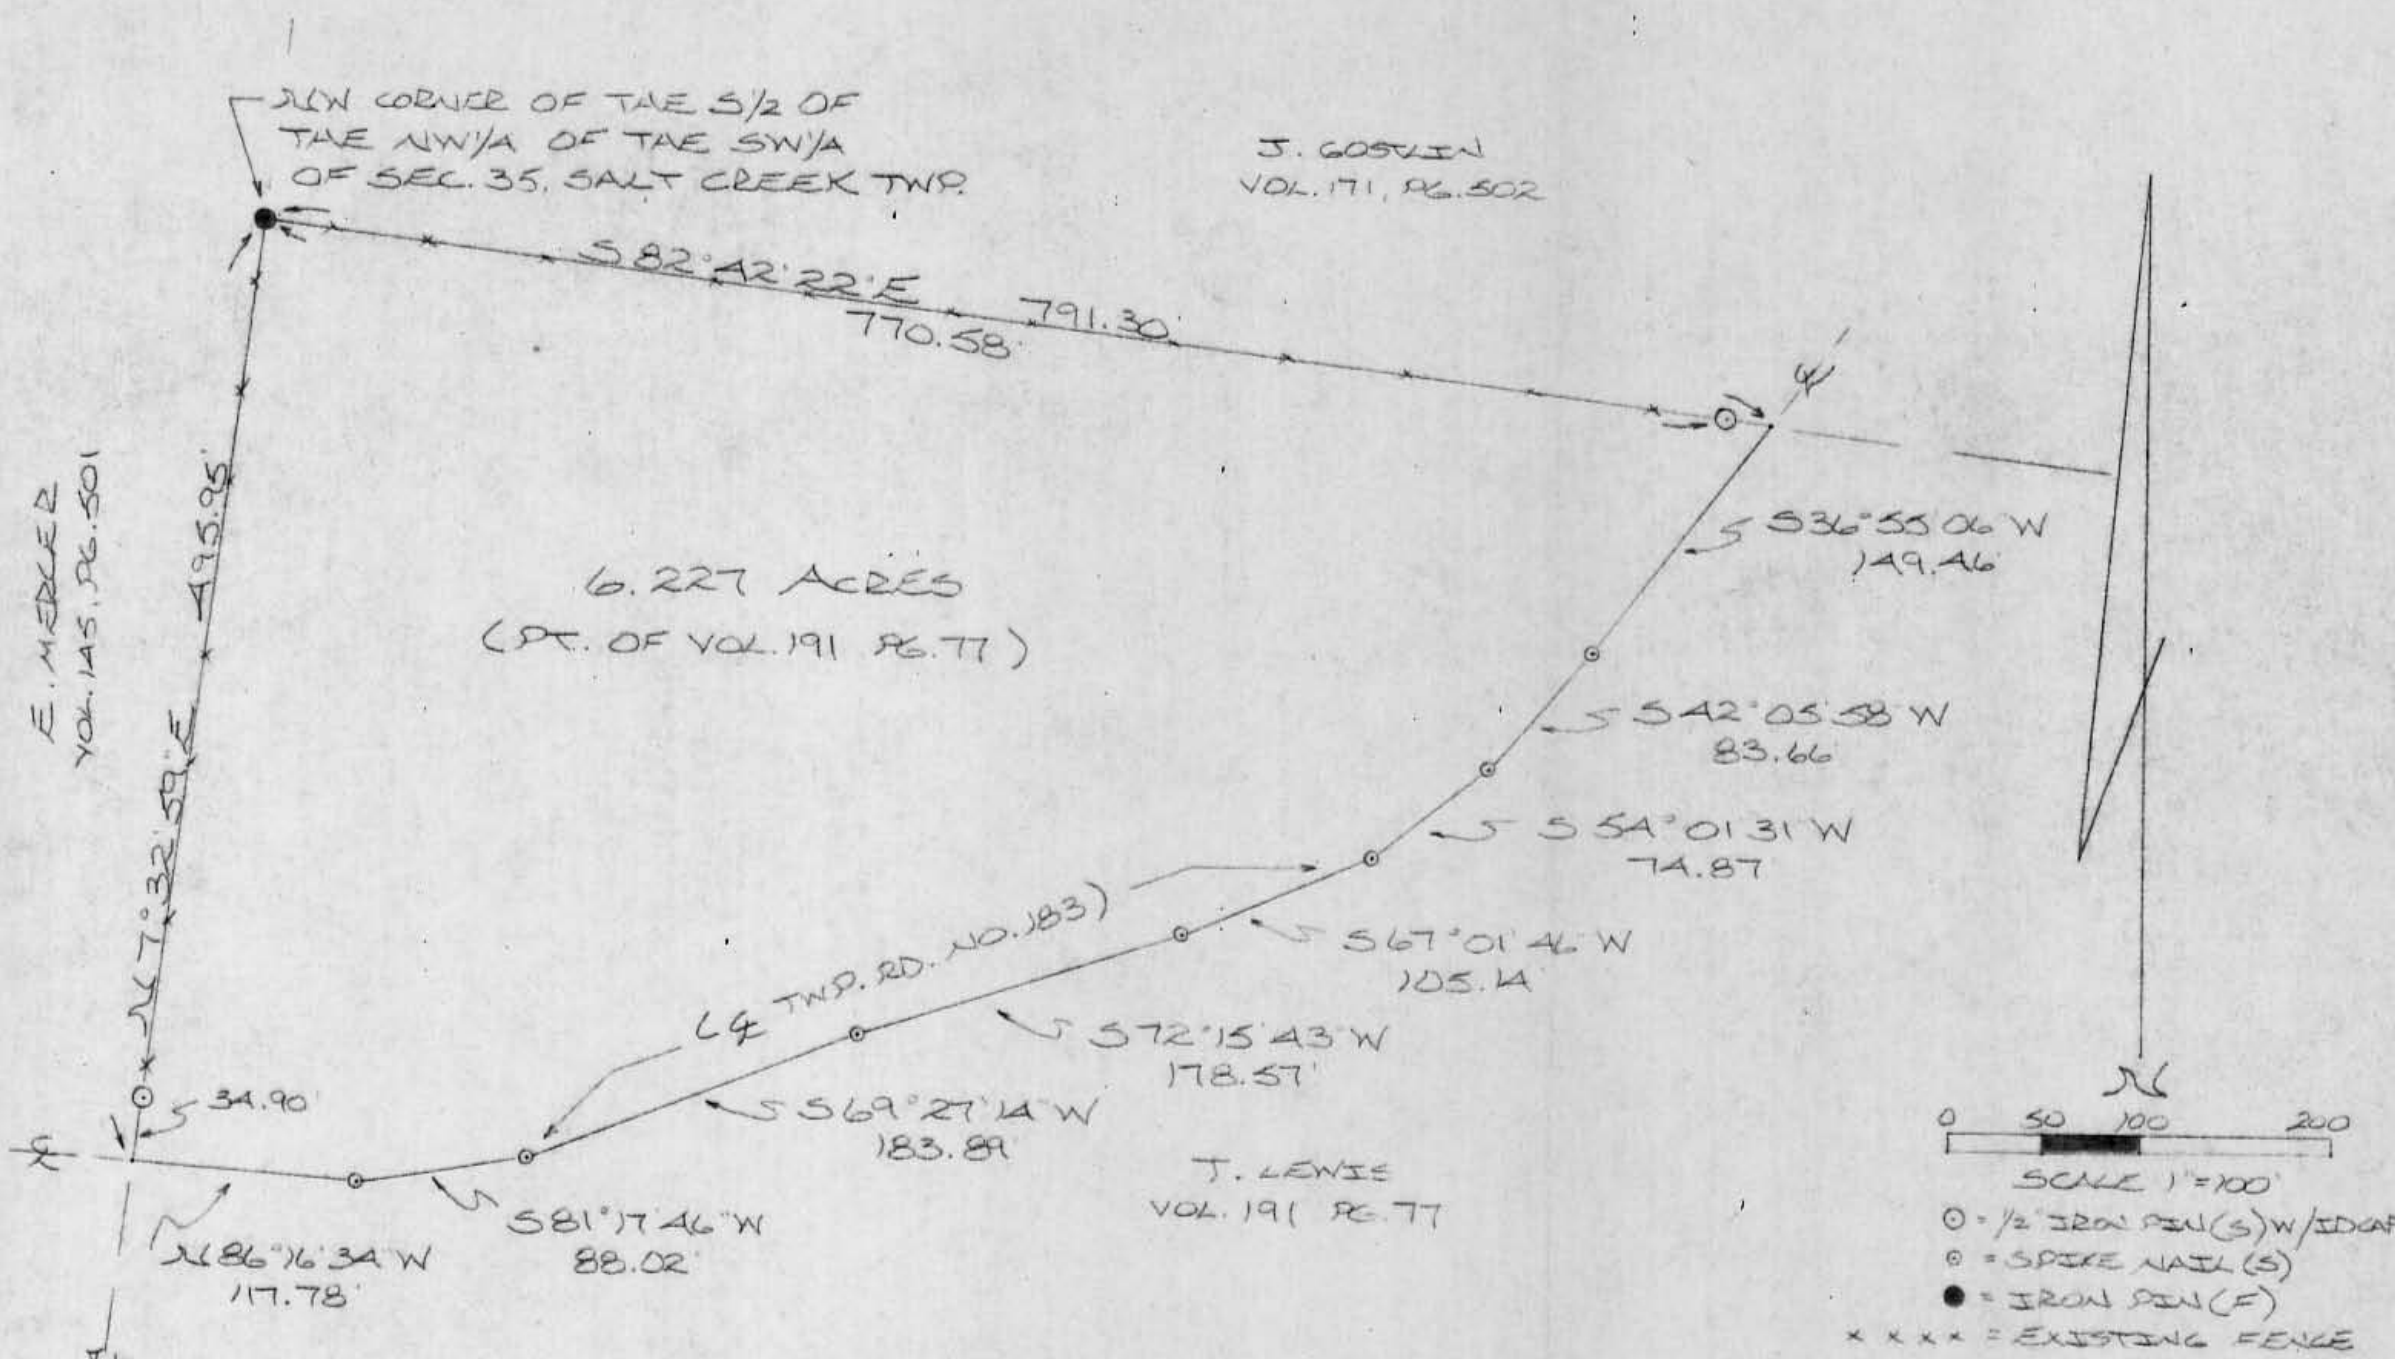 NW CORNER OF THE S1/2 OF
THE NW1/4 OF THE SW1/4
OF SEC. 35, SALT CREEK TWP.
J. GOSLIN
VOL. 171, PG. 502
S 82° 42' 22" E
791.30'
770.58'
℄
E. MERCLER
VOL. 145, PG. 501
N 7° 32' 59" E 495.95'
6.227 ACRES
(PT. OF VOL. 191 PG. 77)
S 36° 55' 06" W
149.46'
S 42° 05' 58" W
83.66'
S 54° 01' 31" W
74.87'
S 67° 01' 46" W
105.14'
(℄ TWP. RD. NO. 183)
S 72° 15' 43" W
178.57'
S 69° 27' 14" W
183.89'
34.90'
℄
S 81° 17' 46" W
88.02'
N 86° 16' 34" W
117.78'
T. LEWIS
VOL. 191 PG. 77
N
0 50 100 200
SCALE 1"=100'
⊙ = 1/2" IRON PIN(S) W/IDCAP
⊙ = SPIKE NAIL(S)
● = IRON PIN(F)
x x x x = EXISTING FENCE